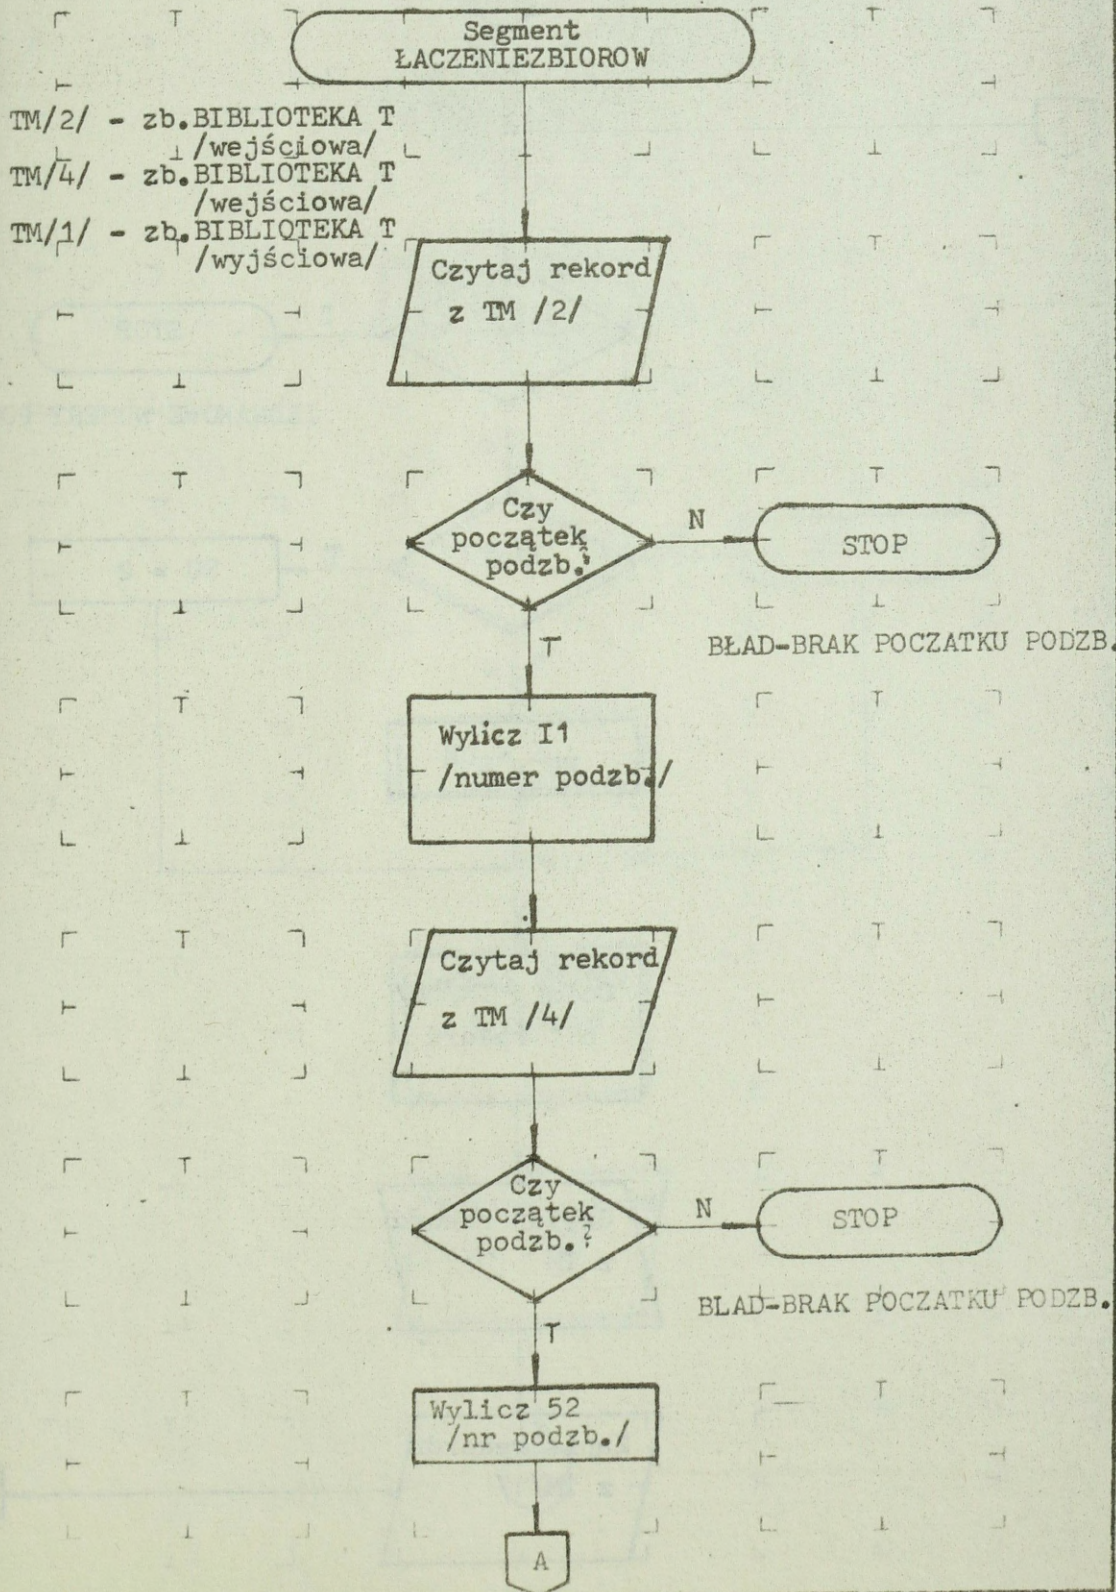 Segment
ŁACZENIEZBIOROW
TM/2/ - zb.BIBLIOTEKA T
/wejściowa/
TM/4/ - zb.BIBLIOTEKA T
/wejściowa/
TM/1/ - zb.BIBLIOTEKA T
/wyjściowa/
Czytaj rekord
z TM /2/
Czy
początek
podzb.?
N
STOP
T
BŁAD-BRAK POCZATKU PODZB.
Wylicz I1
/numer podzb./
Czytaj rekord
z TM /4/
Czy
początek
podzb.?
N
STOP
BLAD-BRAK POCZATKU PODZB.
T
Wylicz 52
/nr podzb./
A